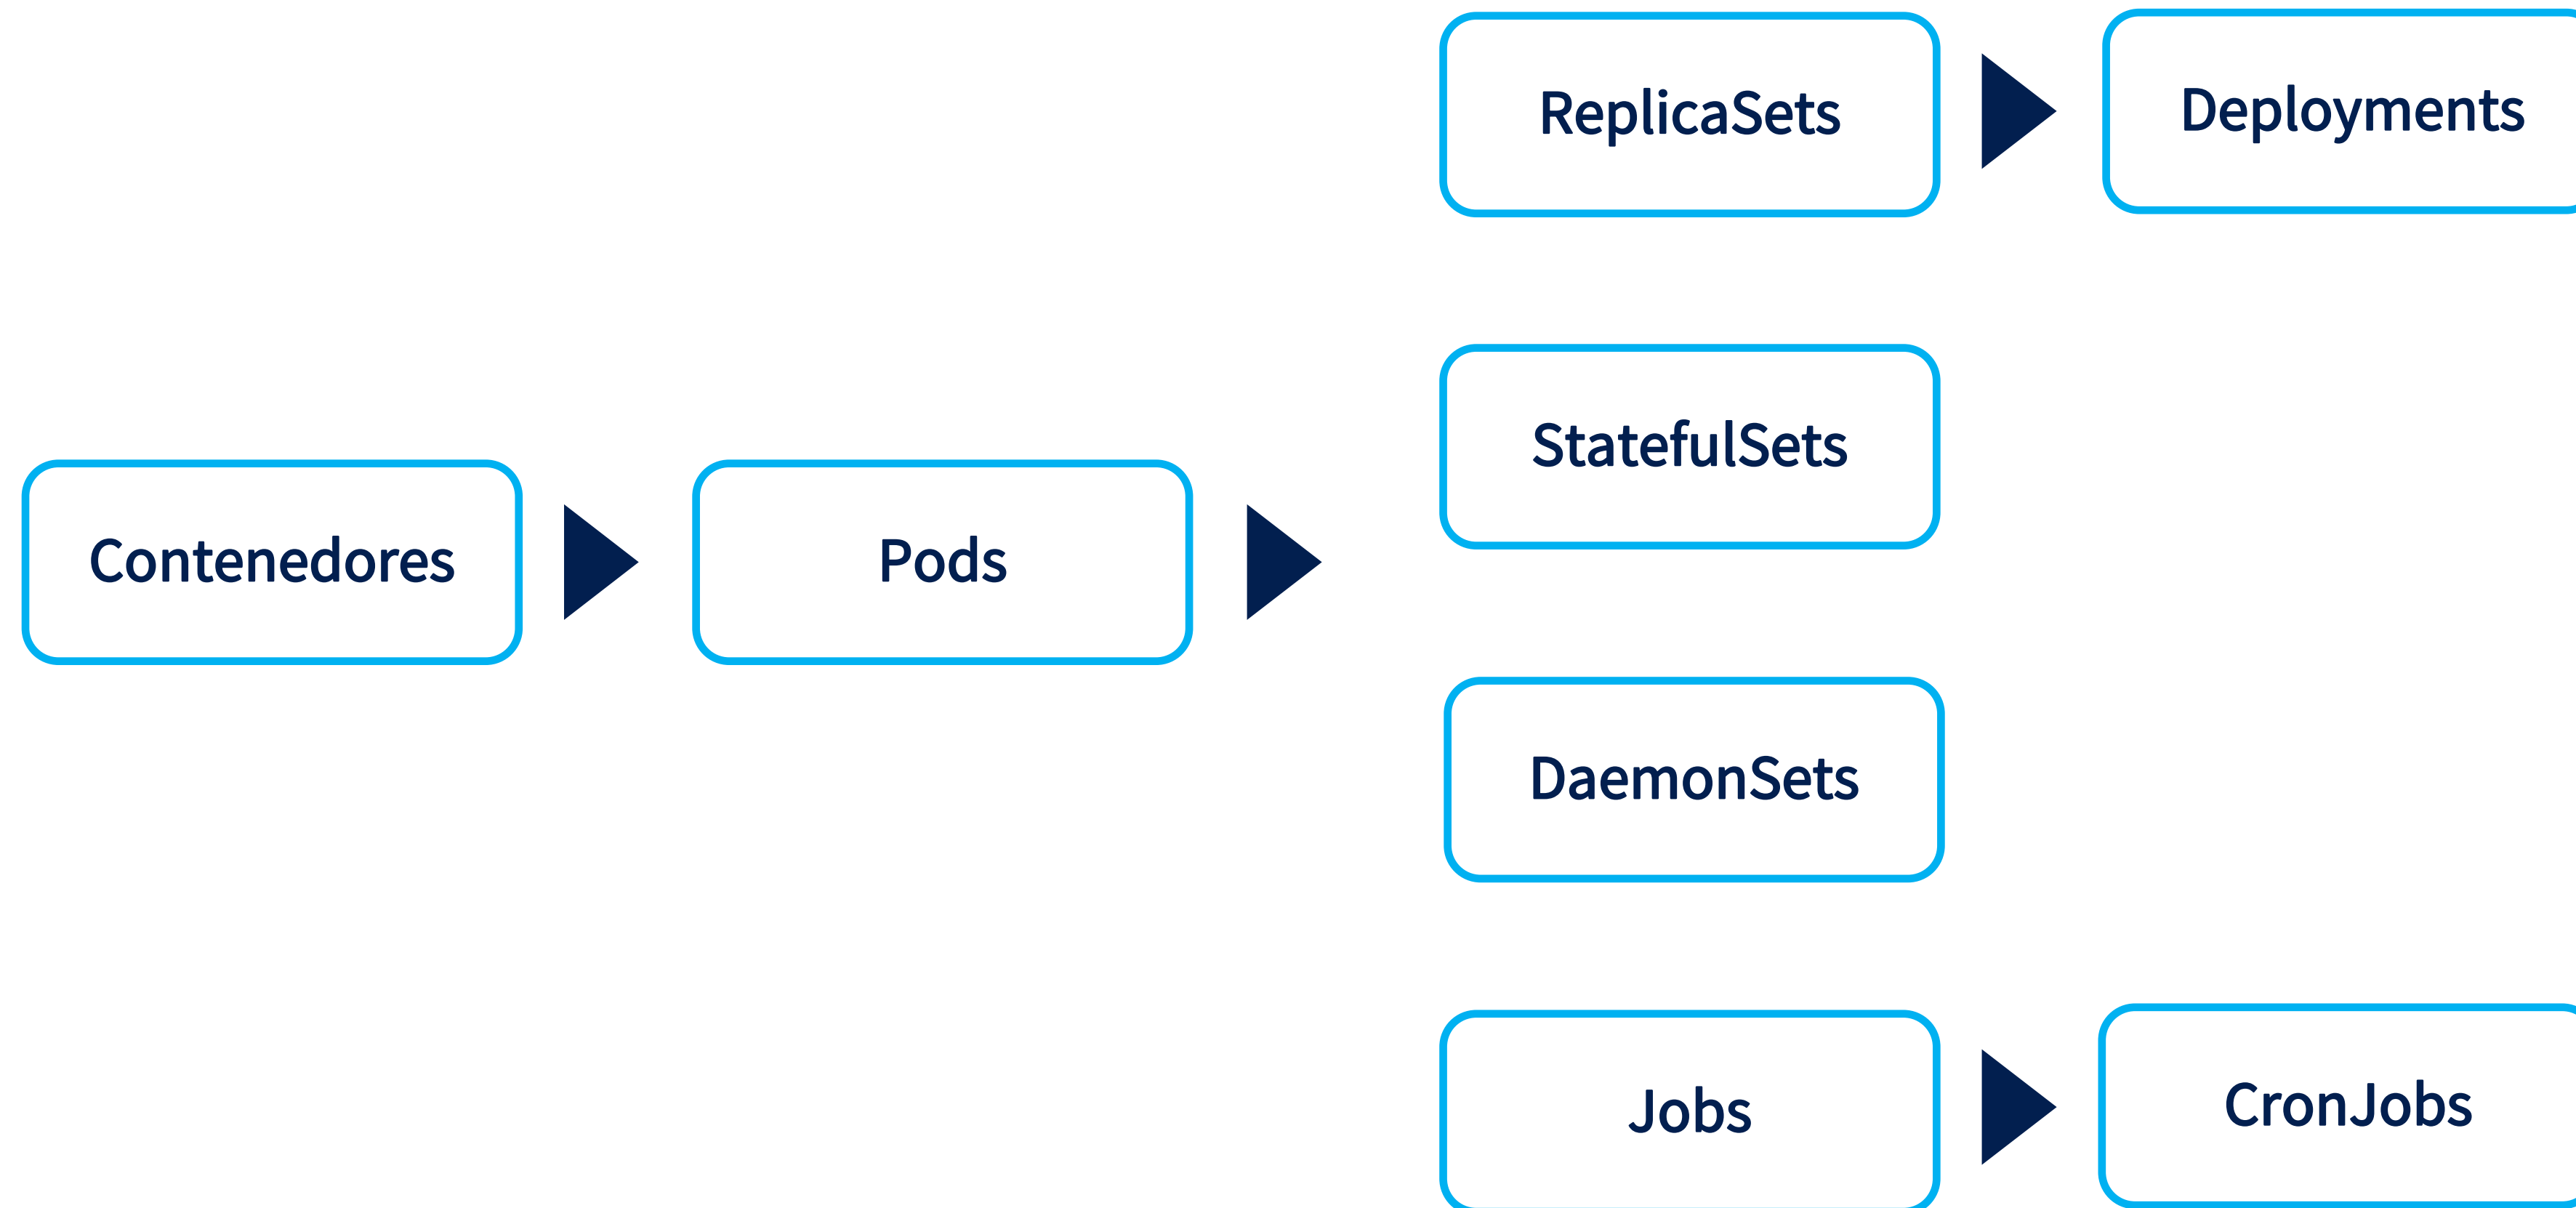 ReplicaSets
Deployments
StatefulSets
Contenedores
Pods
DaemonSets
Jobs
CronJobs